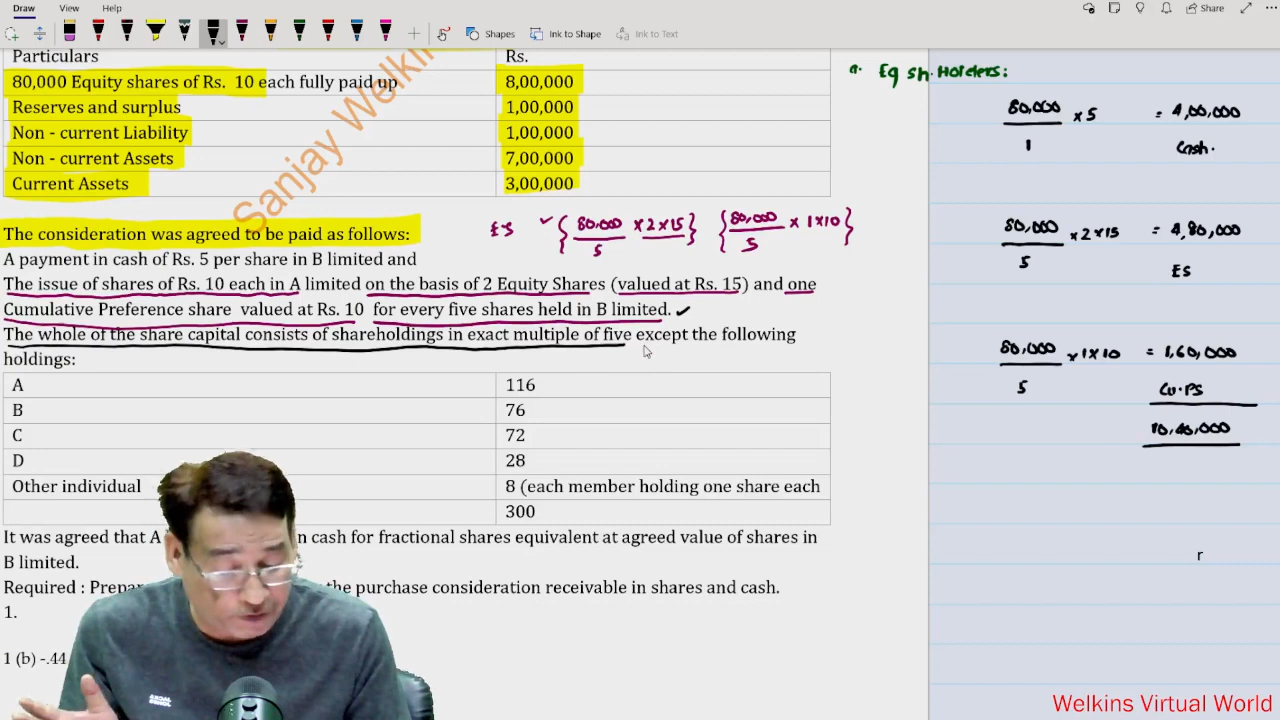 Draw Insert View Help
Shapes Ink to Shape Ink to Text Share
Particulars Rs.
80,000 Equity shares of Rs. 10 each fully paid up 8,00,000
Reserves and surplus 1,00,000
Non - current Liability 1,00,000
Non - current Assets 7,00,000
Current Assets 3,00,000
Sanjay Welkins
The consideration was agreed to be paid as follows:
ES { 80,000 / 5 × 2 × 15 } { 80,000 / 5 × 1 × 10 }
A payment in cash of Rs. 5 per share in B limited and
The issue of shares of Rs. 10 each in A limited on the basis of 2 Equity Shares (valued at Rs. 15) and one
Cumulative Preference share valued at Rs. 10 for every five shares held in B limited.
The whole of the share capital consists of shareholdings in exact multiple of five except the following
holdings:
A 116
B 76
C 72
D 28
Other individual 8 (each member holding one share each
300
It was agreed that A n cash for fractional shares equivalent at agreed value of shares in
B limited.
Required : Prepar the purchase consideration receivable in shares and cash.
1.
1 (b) -.44
a. Eq sh. Holders:
80,000 / 1 × 5 = 4,00,000
Cash.
80,000 / 5 × 2 × 15 = 4,80,000
ES
80,000 / 5 × 1 × 10 = 1,60,000
Cu. PS
10,40,000
r
Welkins Virtual World